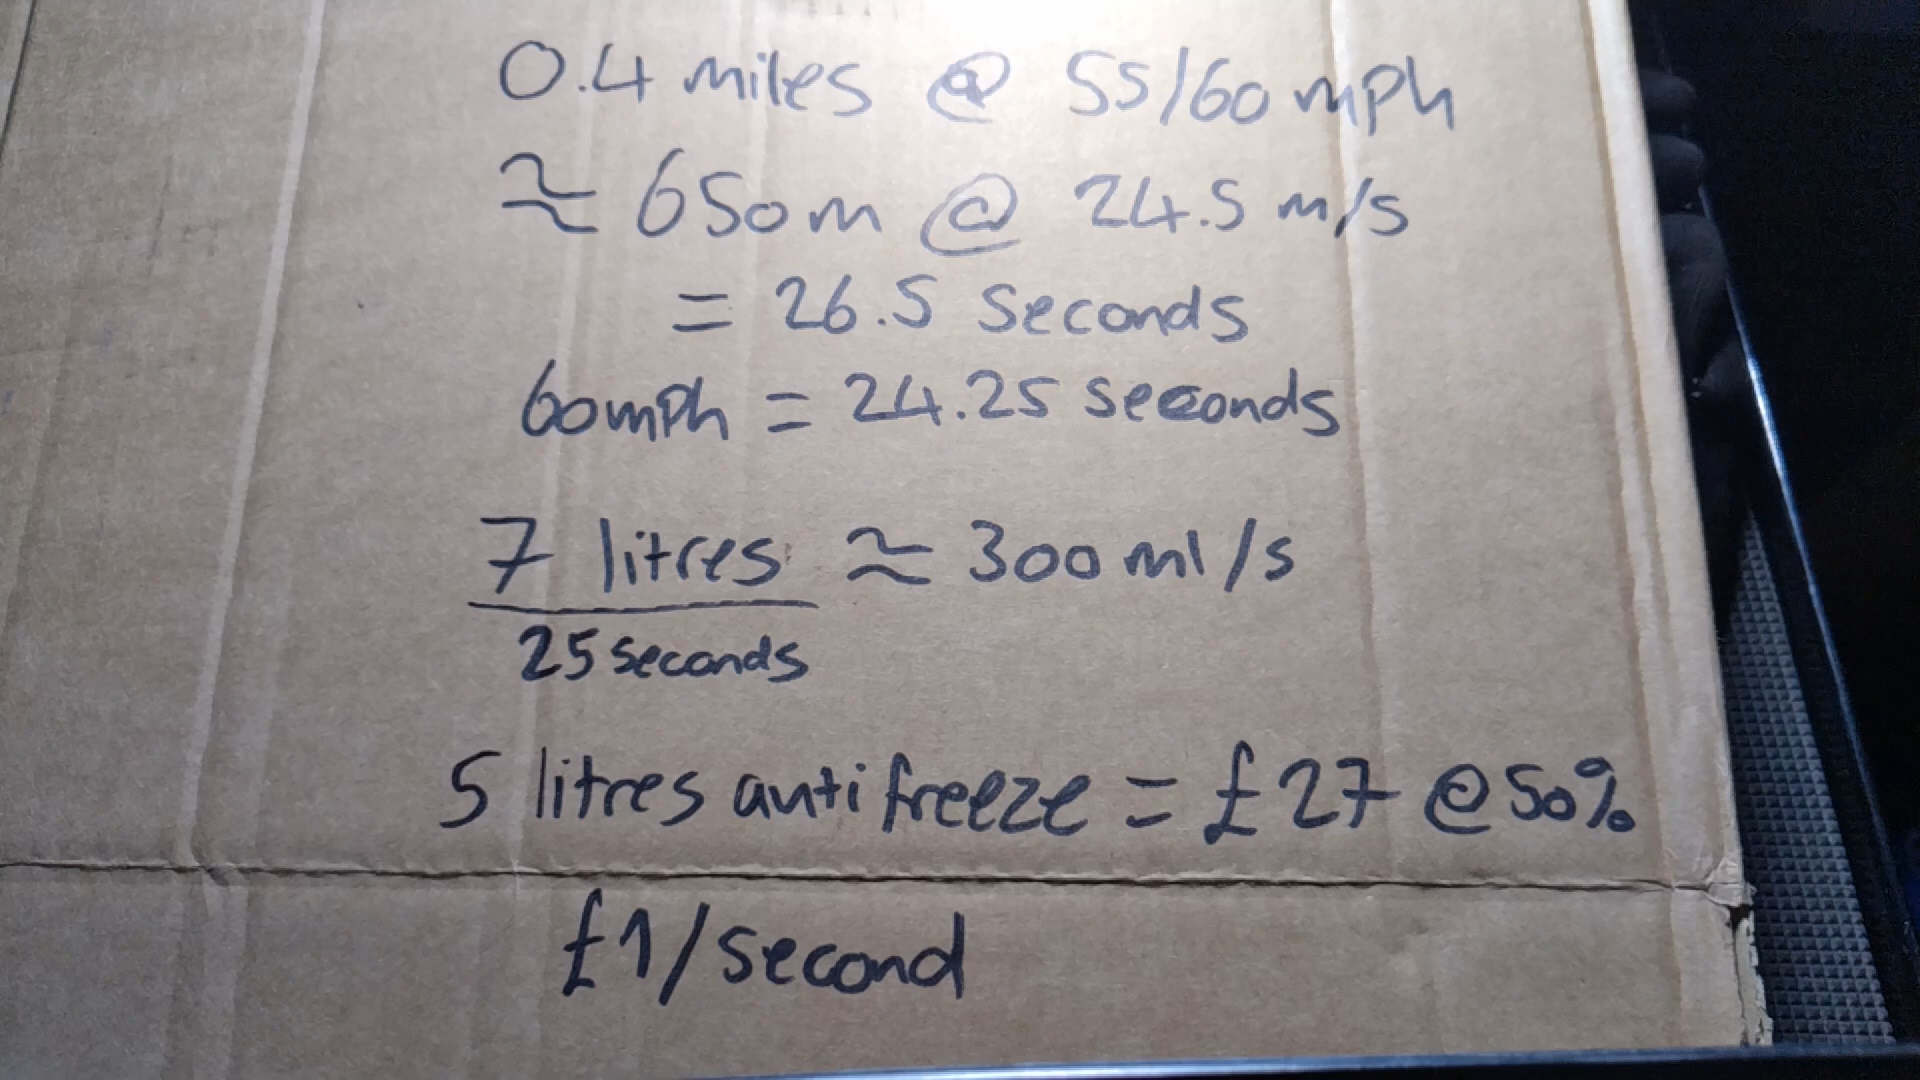 0.4 miles @ 55/60 mph
≈ 650m @ 24.5 m/s
= 26.5 seconds
60mph = 24.25 seconds
7 litres ≈ 300 ml/s
25 seconds
5 litres antifreeze = £27 @ 50%
£1/second